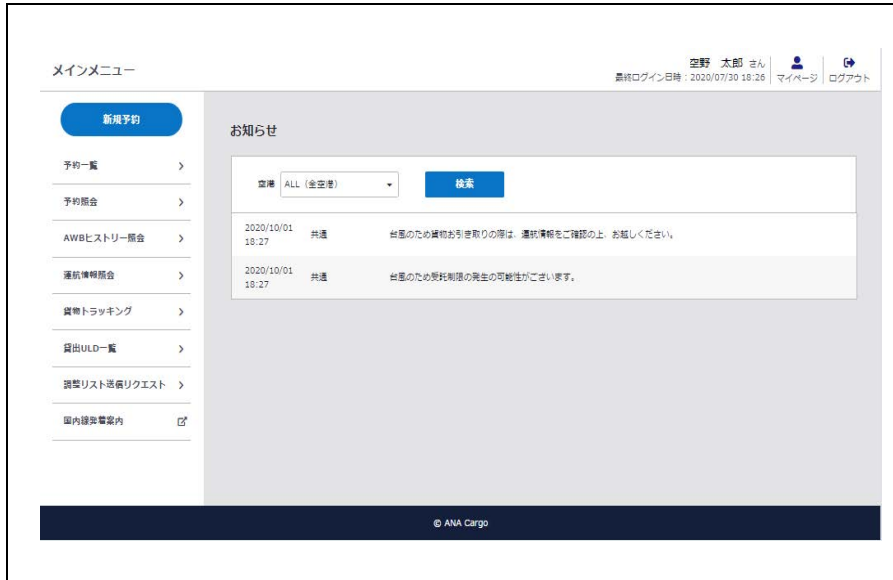 メインメニュー
空野 太郎 さん
最終ログイン日時：2020/07/30 18:26
マイページ
ログアウト
新規予約
予約一覧
予約照会
AWBヒストリー照会
運航情報照会
貨物トラッキング
貸出ULD一覧
調整リスト送信リクエスト
国内線発着案内
お知らせ
空港 ALL（全空港） 検索
2020/10/01
18:27
共通 台風のため貨物お引き取りの際は、運航情報をご確認の上、お越しください。
2020/10/01
18:27
共通 台風のため受託制限の発生の可能性がございます。
© ANA Cargo